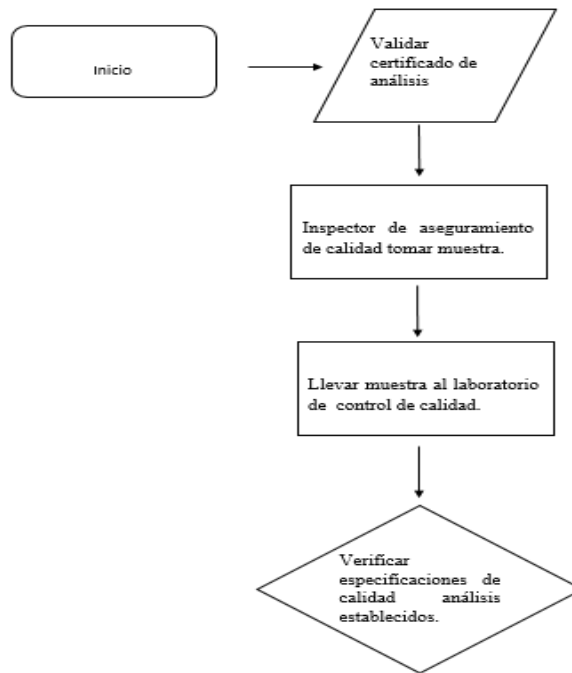 Inicio
Validar
certificado de
análisis
Inspector de aseguramiento
de calidad tomar muestra.
Llevar muestra al laboratorio
de control de calidad.
Verificar
especificaciones de
calidad análisis
establecidos.